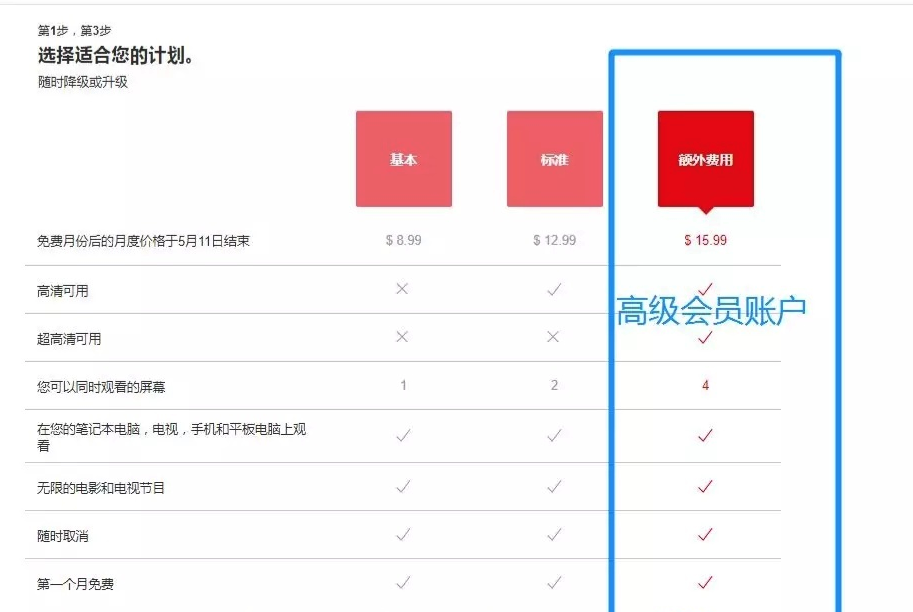 第1步，第3步
选择适合您的计划。
随时降级或升级
基本 标准 额外费用
免费月份后的月度价格于5月11日结束 $ 8.99 $ 12.99 $ 15.99
高清可用
高级会员账户
超高清可用
您可以同时观看的屏幕 1 2 4
在您的笔记本电脑，电视，手机和平板电脑上观
看
无限的电影和电视节目
随时取消
第一个月免费